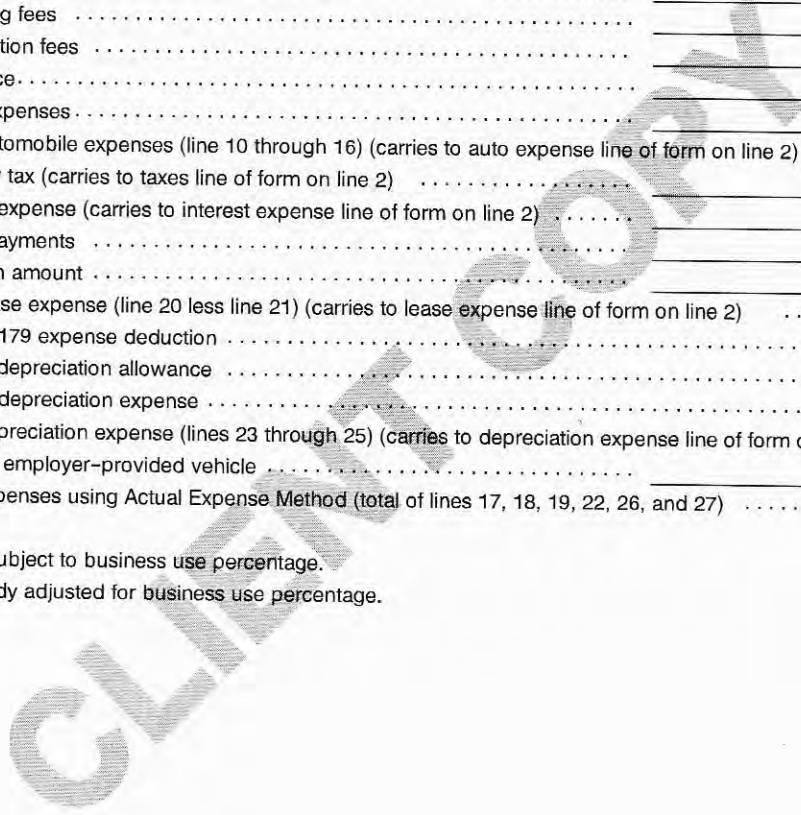 g fees
tion fees
ce
xpenses
tomobile expenses (line 10 through 16) (carries to auto expense line of form on line 2)
tax (carries to taxes line of form on line 2)
expense (carries to interest expense line of form on line 2)
ayments
n amount
se expense (line 20 less line 21) (carries to lease expense line of form on line 2)
179 expense deduction
depreciation allowance
depreciation expense
preciation expense (lines 23 through 25) (carries to depreciation expense line of form
employer-provided vehicle
penses using Actual Expense Method (total of lines 17, 18, 19, 22, 26, and 27)
ubject to business use percentage.
dy adjusted for business use percentage.
CLIENT COPY